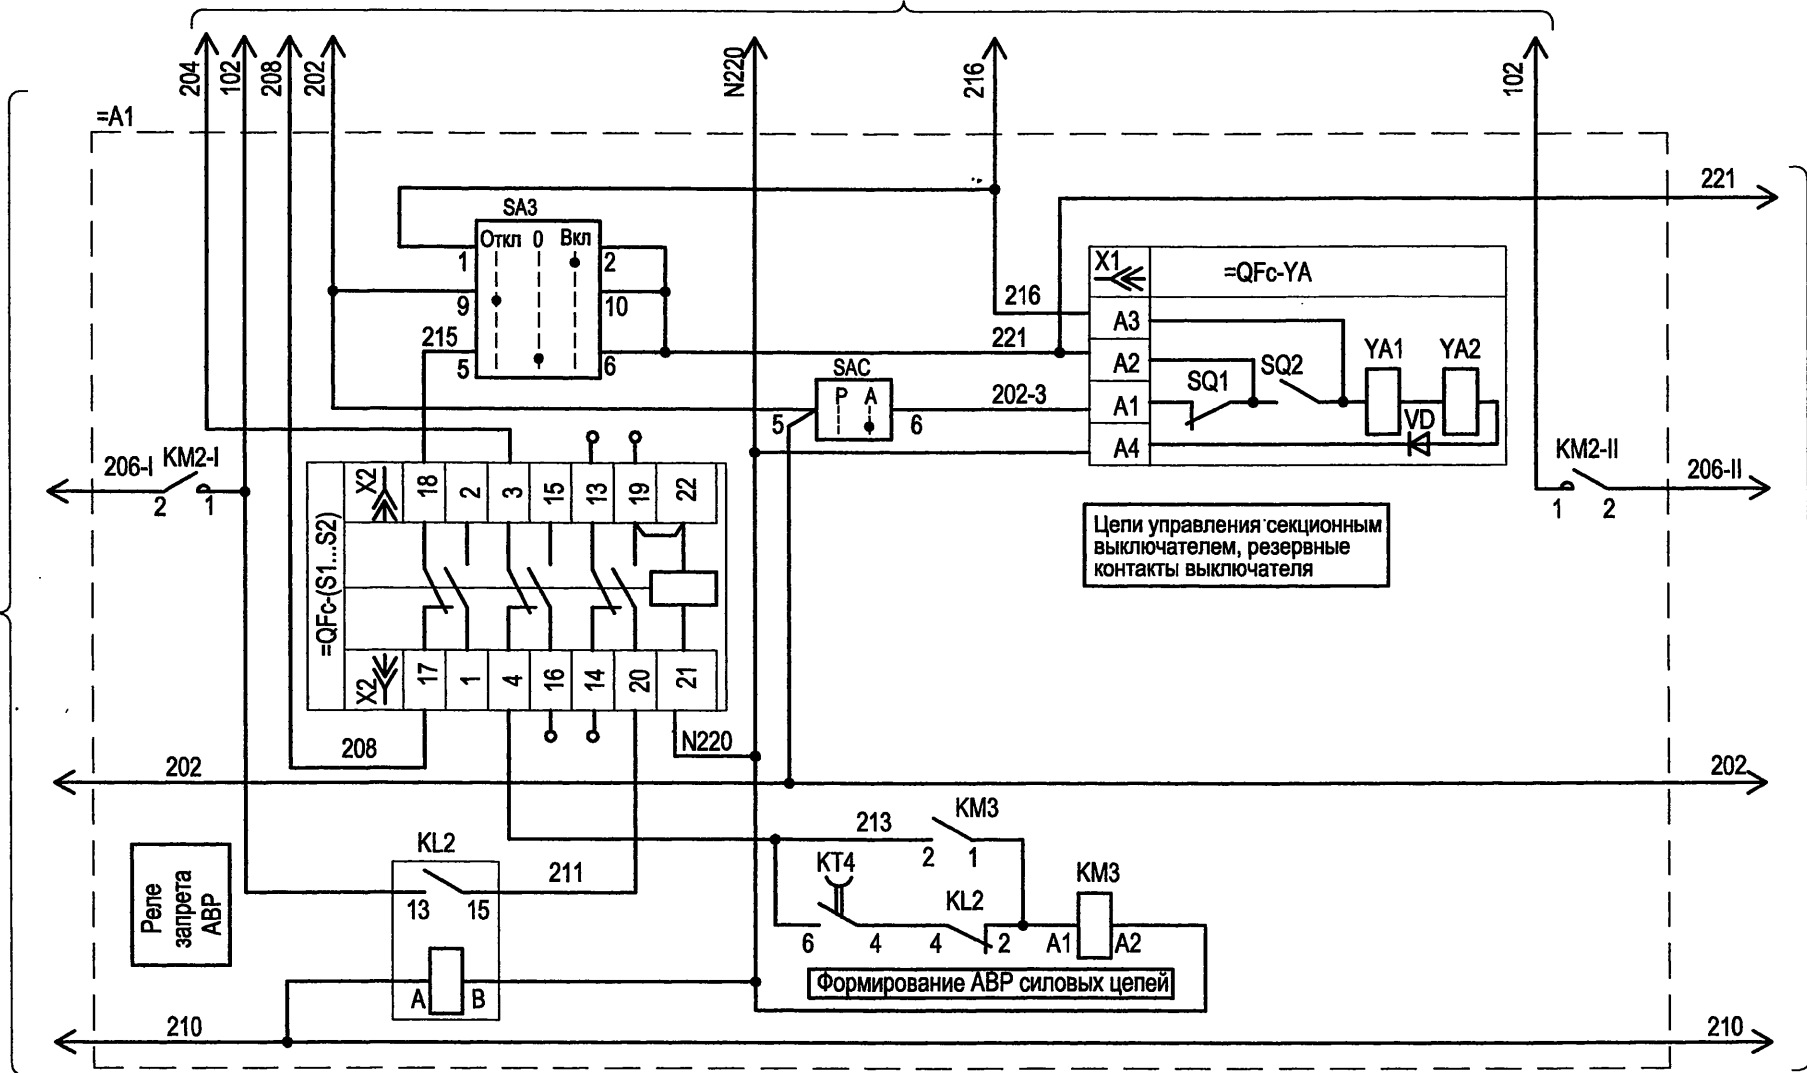 204
102
208
202
N220
216
102
=A1
221
SA3
Откл 0 Вкл
1
2
9
10
215
5
6
X1
=QFc-YA
216
A3
221
A2
SAC
P A
5
6
202-3
A1
A4
SQ1
SQ2
YA1
YA2
VD
206-I
KM2-I
2
1
KM2-II
206-II
1
2
X2
18
2
3
15
13
19
22
=QFc-(S1...S2)
X2
17
1
4
16
14
20
21
Цепи управления секционным
выключателем, резервные
контакты выключателя
208
N220
202
202
KM3
213
2
1
KL2
211
13
15
KT4
KL2
KM3
6
4
4
2
A1
A2
Реле
запрета
АВР
A
B
Формирование АВР силовых цепей
210
210